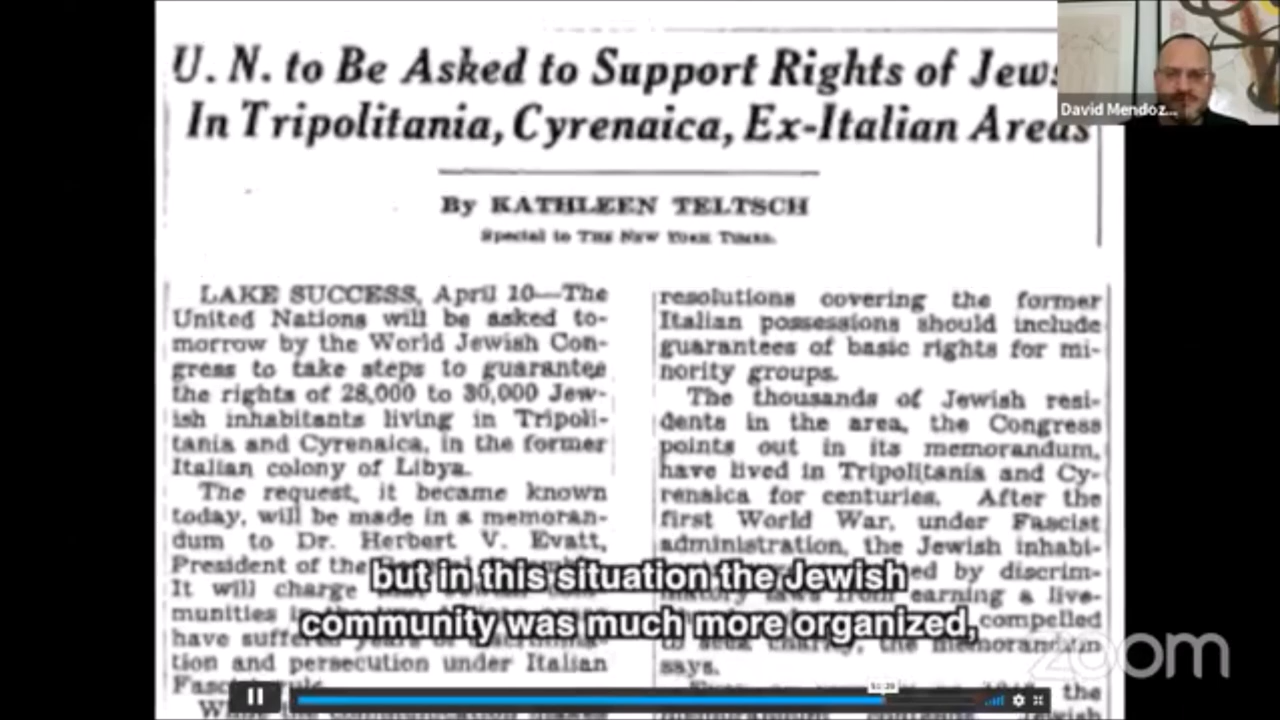 U. N. to Be Asked to Support Rights of Jews
In Tripolitania, Cyrenaica, Ex-Italian Areas
By KATHLEEN TELTSCH
Special to THE NEW YORK TIMES.
LAKE SUCCESS, April 10—The
United Nations will be asked to-
morrow by the World Jewish Con-
gress to take steps to guarantee
the rights of 28,000 to 30,000 Jew-
ish inhabitants living in Tripoli-
tania and Cyrenaica, in the former
Italian colony of Libya.
The request, it became known
today, will be made in a memoran-
dum to Dr. Herbert V. Evatt,
President of the
It will charge
munities in
have suffered years of
tion and persecution under Italian
resolutions covering the former
Italian possessions should include
guarantees of basic rights for mi-
nority groups.
The thousands of Jewish resi-
dents in the area, the Congress
points out in its memorandum,
have lived in Tripolitania and Cy-
renaica for centuries. After the
first World War, under Fascist
administration, the Jewish inhabi-
ed by discrim-
from earning a live-
compelled
to seek charity, the memorandum
says.
the
but in this situation the Jewish
community was much more organized,
David Mendoz...
zoom